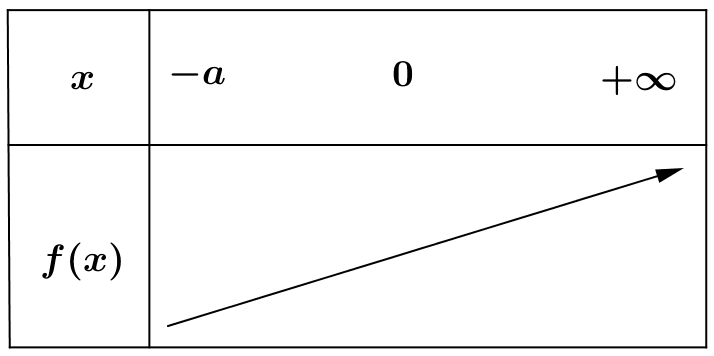 x −a 0 +∞
f(x)